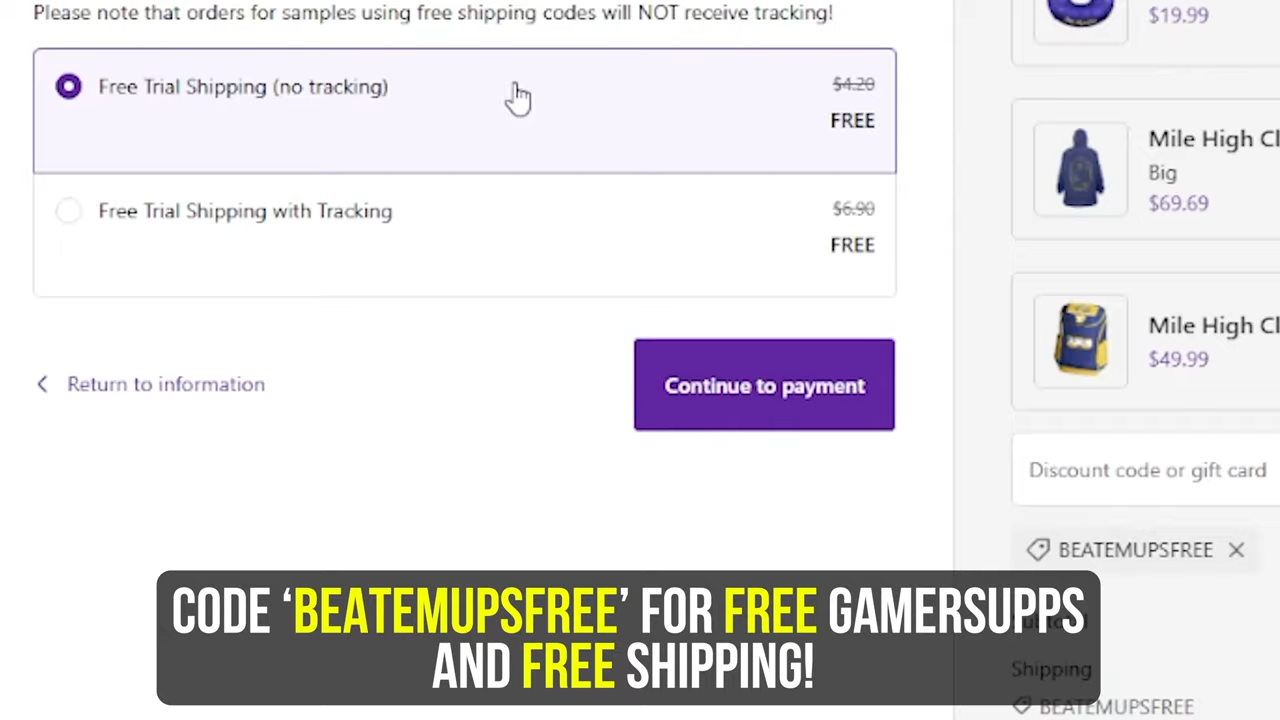 Please note that orders for samples using free shipping codes will NOT receive tracking!
Free Trial Shipping (no tracking)
$4.20
FREE
Free Trial Shipping with Tracking
$6.90
FREE
Return to information
Continue to payment
$19.99
Mile High Cl
Big
$69.69
Mile High Cl
$49.99
Discount code or gift card
BEATEMUPSFREE
Shipping
BEATEMUPSFREE
CODE ‘BEATEMUPSFREE’ FOR FREE GAMERSUPPS
AND FREE SHIPPING!